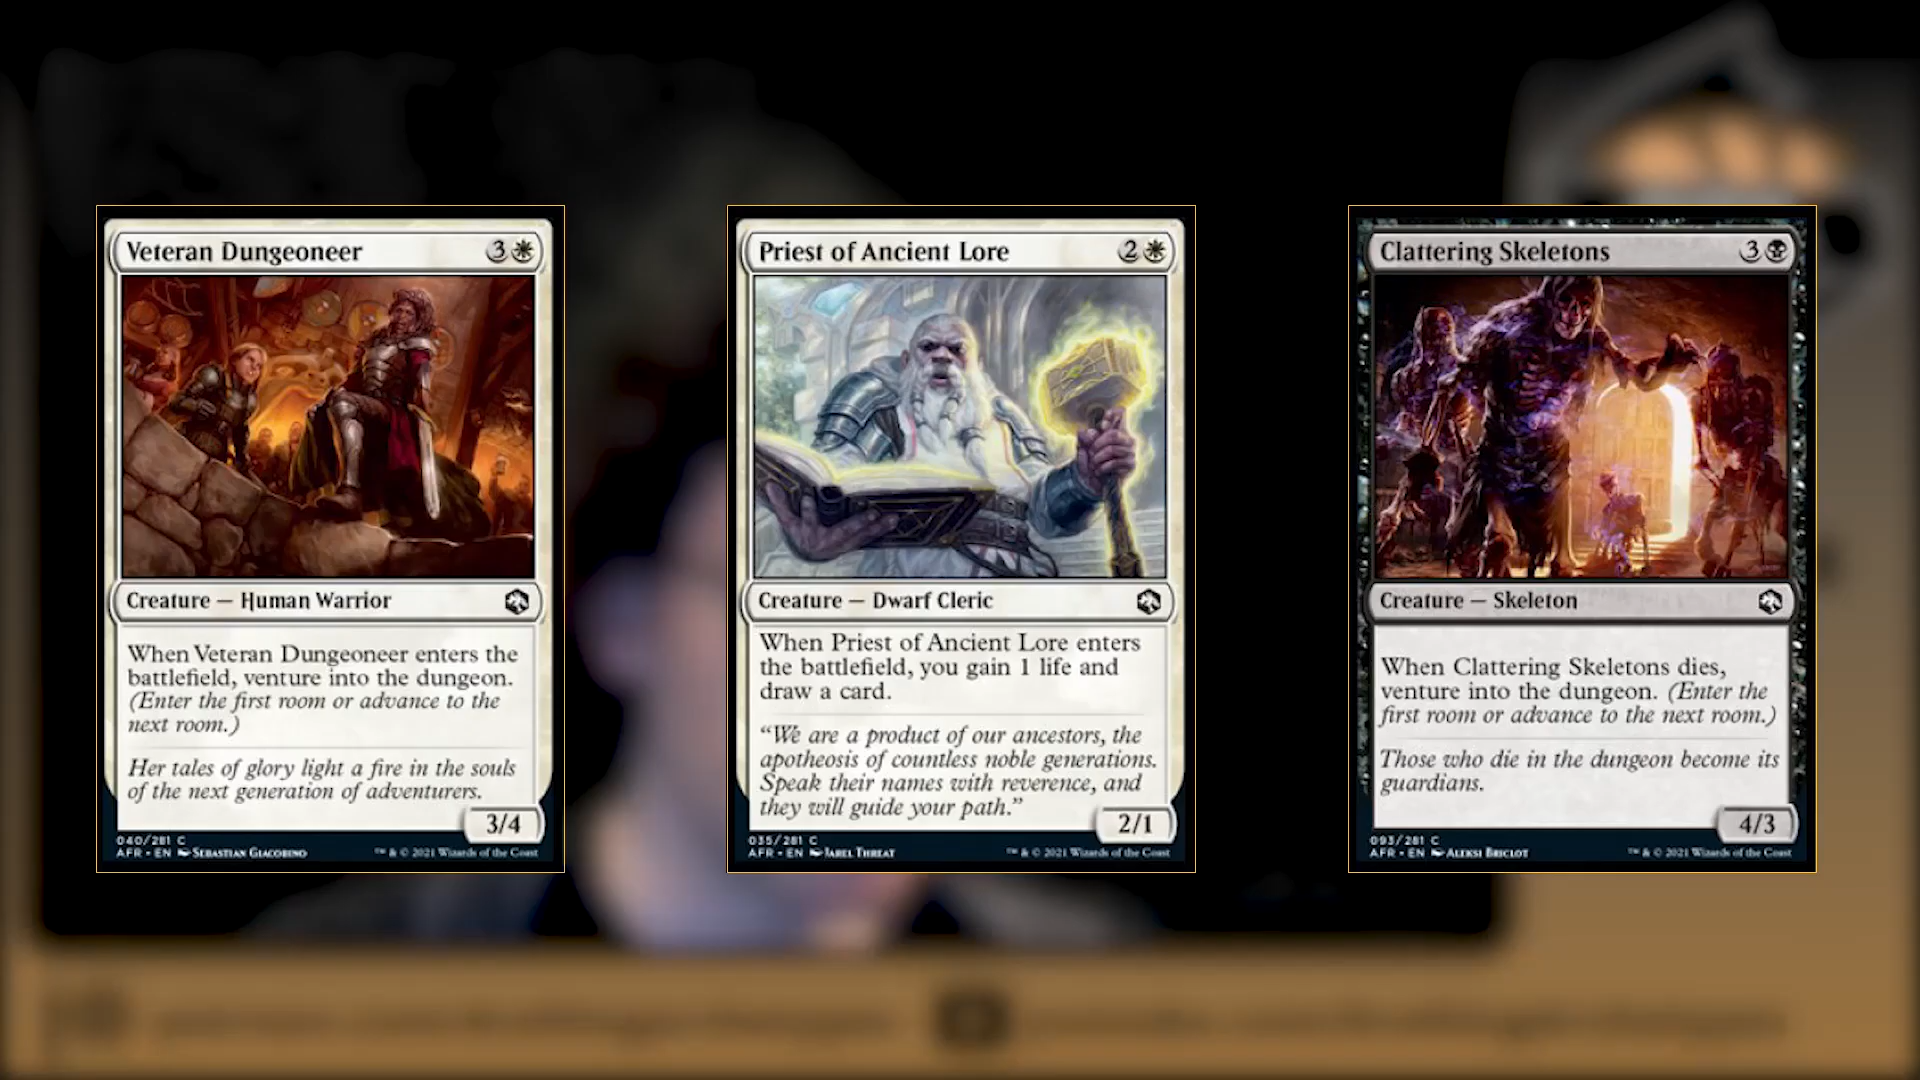 Veteran Dungeoneer 3
Creature — Human Warrior
When Veteran Dungeoneer enters the
battlefield, venture into the dungeon.
(Enter the first room or advance to the
next room.)
Her tales of glory light a fire in the souls
of the next generation of adventurers.
3/4
040/281 C
AFR • EN Sebastian Giacobino
™ & © 2021 Wizards of the Coast
Priest of Ancient Lore 2
Creature — Dwarf Cleric
When Priest of Ancient Lore enters
the battlefield, you gain 1 life and
draw a card.
“We are a product of our ancestors, the
apotheosis of countless noble generations.
Speak their names with reverence, and
they will guide your path.”
2/1
035/281 C
AFR • EN Jarel Threat
™ & © 2021 Wizards of the Coast
Clattering Skeletons 3
Creature — Skeleton
When Clattering Skeletons dies,
venture into the dungeon. (Enter the
first room or advance to the next room.)
Those who die in the dungeon become its
guardians.
4/3
093/281 C
AFR • EN Aleksi Briclot
™ & © 2021 Wizards of the Coast